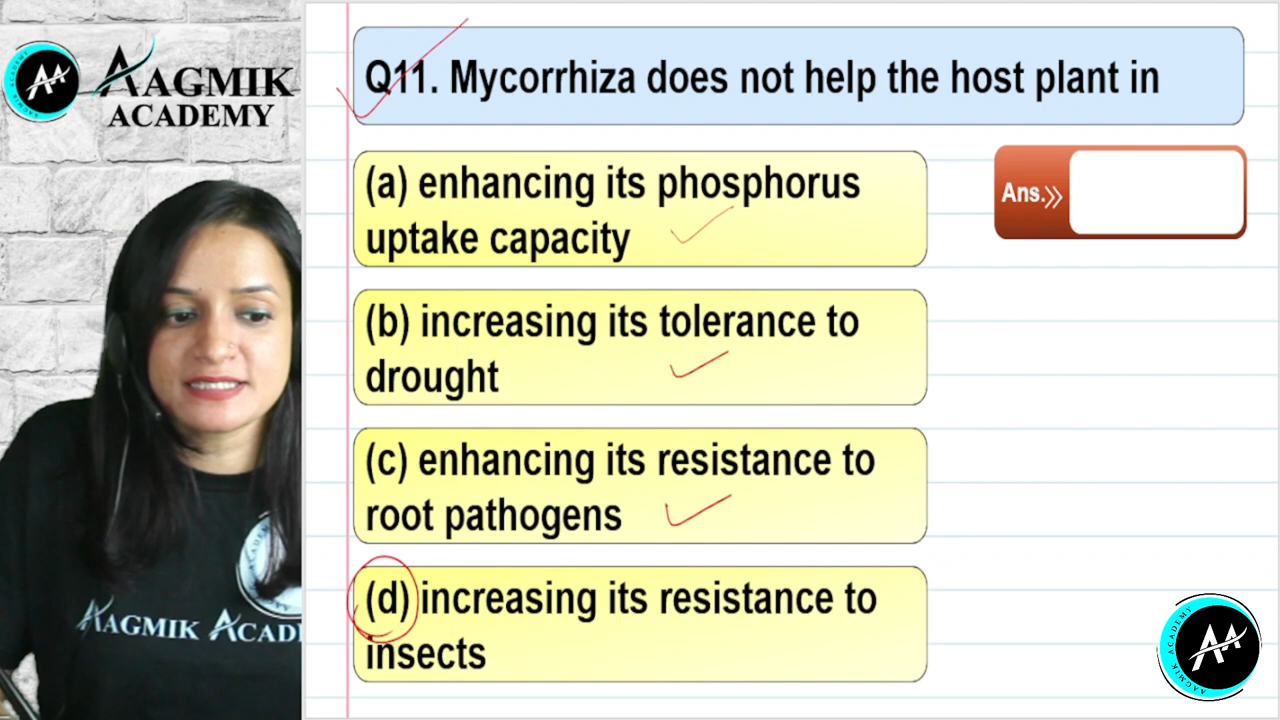 AAGMIK
ACADEMY
Q11. Mycorrhiza does not help the host plant in
(a) enhancing its phosphorus
uptake capacity
Ans.
(b) increasing its tolerance to
drought
(c) enhancing its resistance to
root pathogens
(d) increasing its resistance to
insects
AAGMIK ACADE
ACADEMY